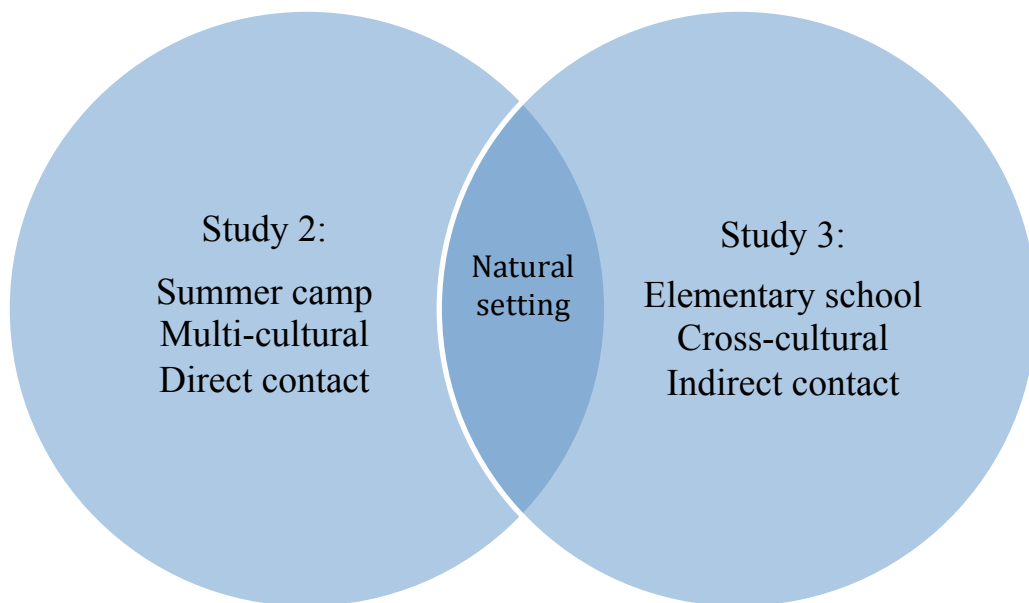 Study 2:
Summer camp
Multi-cultural
Direct contact
Natural
setting
Study 3:
Elementary school
Cross-cultural
Indirect contact